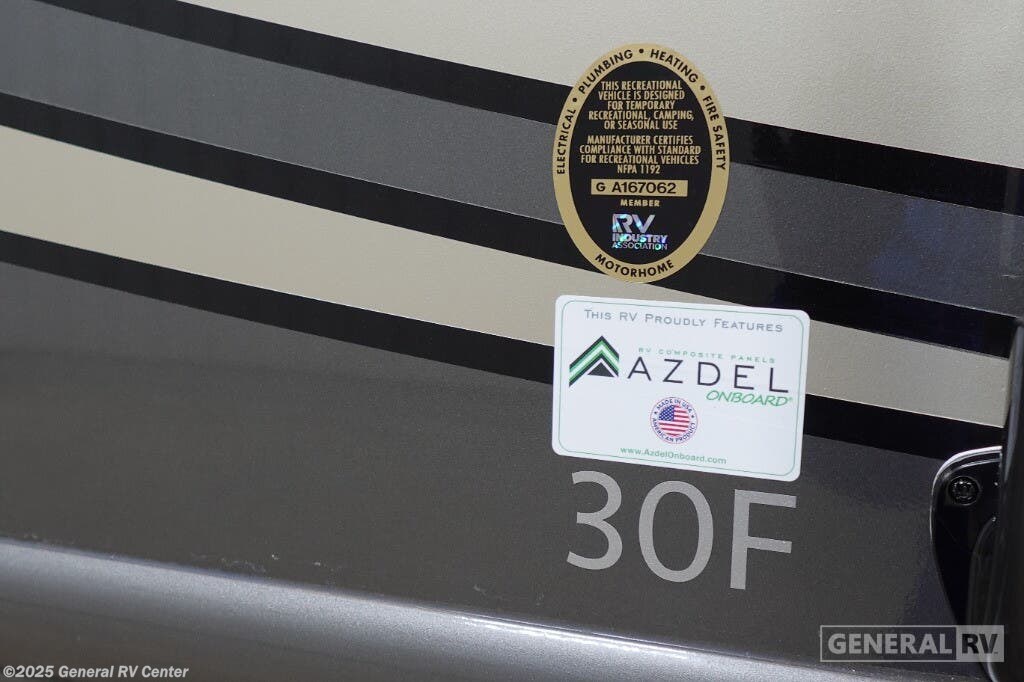 ELECTRICAL • PLUMBING • HEATING • FIRE SAFETY
THIS RECREATIONAL
VEHICLE IS DESIGNED
FOR TEMPORARY
RECREATIONAL, CAMPING,
OR SEASONAL USE
MANUFACTURER CERTIFIES
COMPLIANCE WITH STANDARD
FOR RECREATIONAL VEHICLES
NFPA 1192
G A167062
MEMBER
RV
INDUSTRY
ASSOCIATION
MOTORHOME
THIS RV PROUDLY FEATURES
RV COMPOSITE PANELS
AZDEL
ONBOARD®
MADE IN USA
AMERICAN PRODUCT
www.AzdelOnboard.com
30F
GENERAL RV
©2025 General RV Center